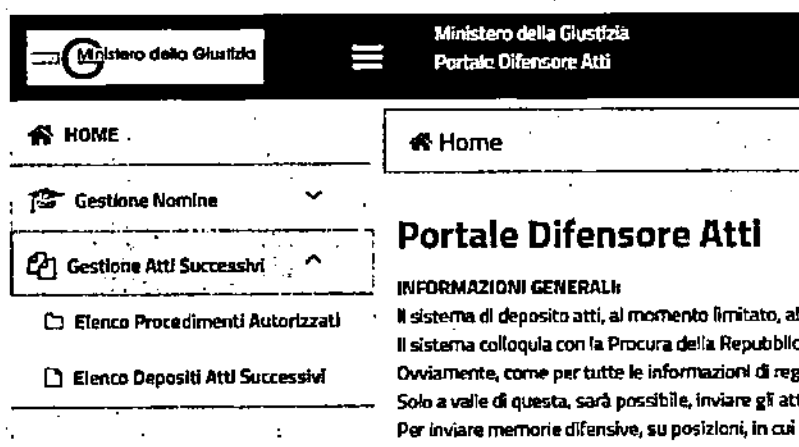 Ministero della Giustizia
Ministero della Giustizia
Portale Difensore Atti
HOME
Gestione Nomine
Gestione Atti Successivi
Elenco Procedimenti Autorizzati
Elenco Depositi Atti Successivi
Home
Portale Difensore Atti
INFORMAZIONI GENERALI:
Il sistema di deposito atti, al momento limitato, al
Il sistema colloquia con la Procura della Repubblic
Ovviamente, come per tutte le informazioni di reg
Solo a valle di questa, sarà possibile, inviare gli att
Per inviare memorie difensive, su posizioni, in cui